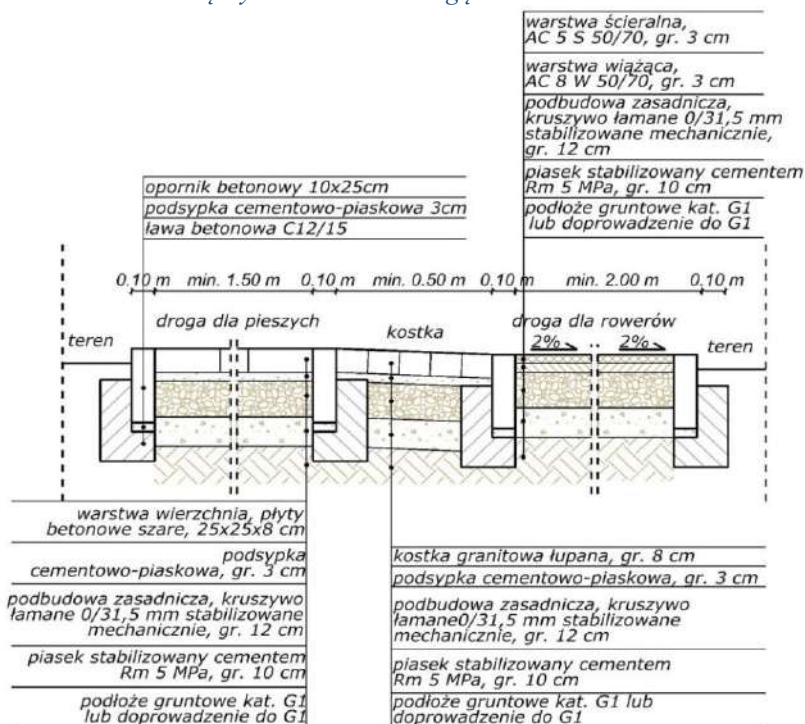 warstwa ścieralna,
AC 5 S 50/70, gr. 3 cm
warstwa wiążąca,
AC 8 W 50/70, gr. 3 cm
podbudowa zasadnicza,
kruszywo łamane 0/31,5 mm
stabilizowane mechanicznie,
gr. 12 cm
piasek stabilizowany cementem
Rm 5 MPa, gr. 10 cm
podłoże gruntowe kat. G1
lub doprowadzenie do G1
opornik betonowy 10x25cm
podsypka cementowo-piaskowa 3cm
ława betonowa C12/15
0.10 m min. 1.50 m 0.10 m min. 0.50 m 0.10 m min. 2.00 m 0.10 m
teren
droga dla pieszych
kostka
droga dla rowerów
2% 2%
teren
warstwa wierzchnia, płyty
betonowe szare, 25x25x8 cm
podsypka
cementowo-piaskowa, gr. 3 cm
podbudowa zasadnicza, kruszywo
łamane 0/31,5 mm stabilizowane
mechanicznie, gr. 12 cm
piasek stabilizowany cementem
Rm 5 MPa, gr. 10 cm
podłoże gruntowe kat. G1
lub doprowadzenie do G1
kostka granitowa łupana, gr. 8 cm
podsypka cementowo-piaskowa, gr. 3 cm
podbudowa zasadnicza, kruszywo
łamane0/31,5 mm stabilizowane
mechanicznie, gr. 12 cm
piasek stabilizowany cementem
Rm 5 MPa, gr. 10 cm
podłoże gruntowe kat. G1 lub
doprowadzenie do G1